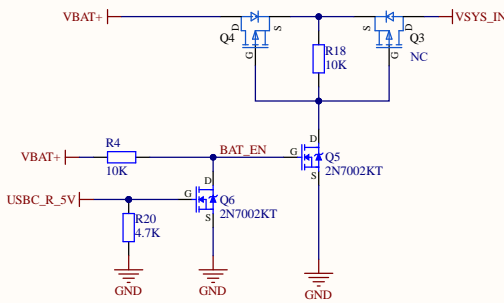 VBAT+
D
S
S
D
VSYS_IN
Q4
G
R18
10K
G
Q3
NC
R4
BAT_EN
D
VBAT+
10K
G
Q5
2N7002KT
S
D
USBC_R_5V
G
Q6
2N7002KT
S
R20
4.7K
GND
GND
GND